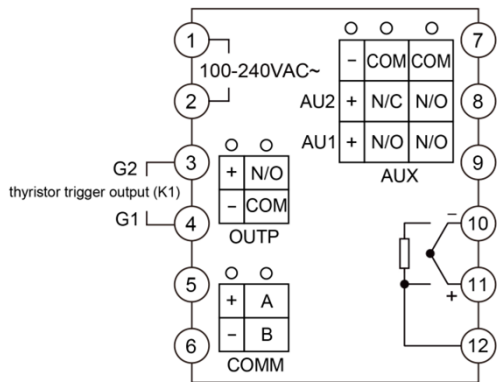 1
100-240VAC~
2
3
G2
thyristor trigger output (K1)
G1
4
+ N/O
− COM
OUTP
5
6
+ A
− B
COMM
− COM COM
AU2 + N/C N/O
AU1 + N/O N/O
AUX
7
8
9
− 10
+ 11
12